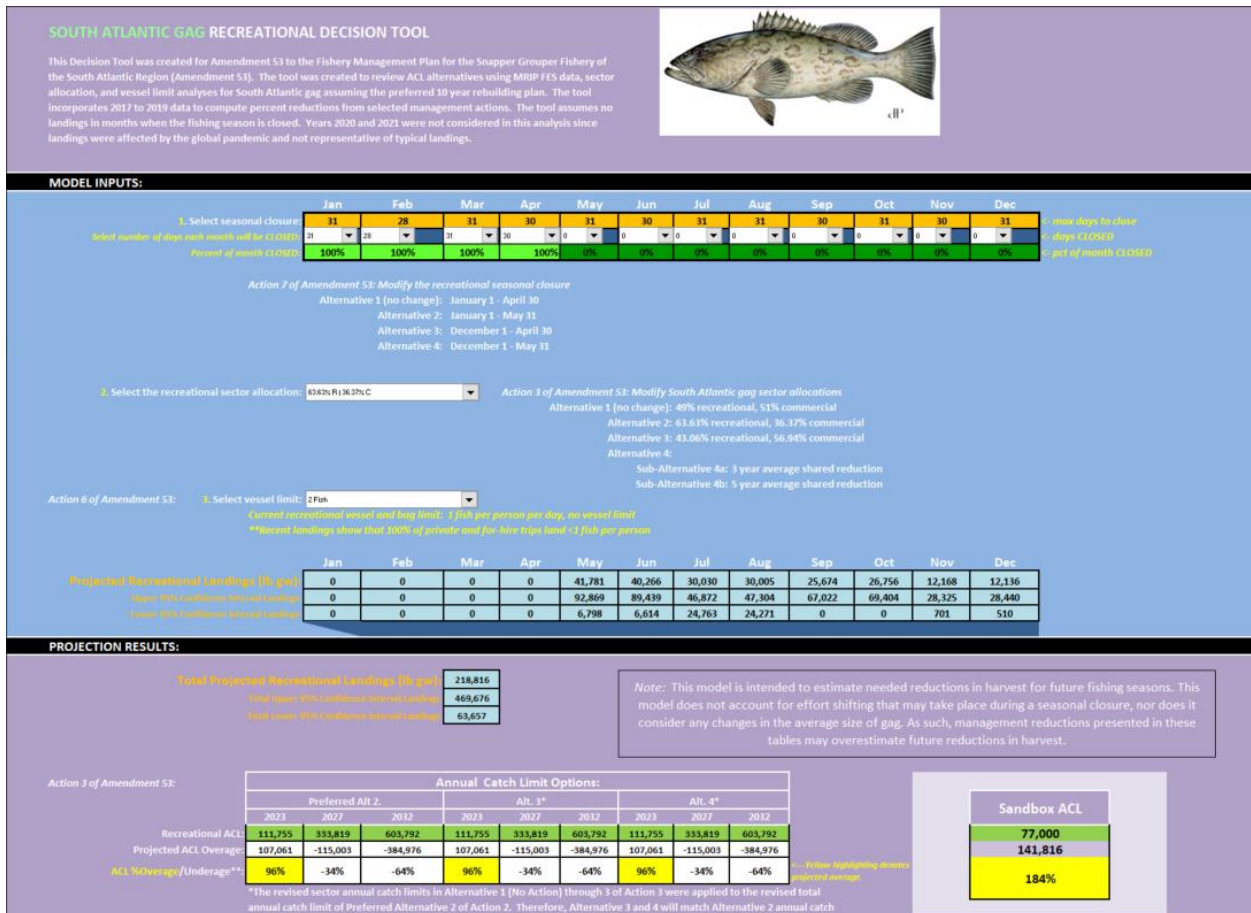 SOUTH ATLANTIC GAG RECREATIONAL DECISION TOOL
This Decision Tool was created for Amendment 53 to the Fishery Management Plan for the Snapper Grouper Fishery of
the South Atlantic Region (Amendment 53). The tool was created to review ACL alternatives using MRIP FES data, sector
allocation, and vessel limit analyses for South Atlantic gag assuming the preferred 10 year rebuilding plan. The tool
incorporates 2017 to 2019 data to compute percent reductions from selected management actions. The tool assumes no
landings in months when the fishing season is closed. Years 2020 and 2021 were not considered in this analysis since
landings were affected by the global pandemic and not representative of typical landings.
dP
MODEL INPUTS:
Jan Feb Mar Apr May Jun Jul Aug Sep Oct Nov Dec
1. Select seasonal closure: 31 28 31 30 31 30 31 31 30 31 30 31 <- max days to close
Select number of days each month will be CLOSED: 31 28 31 30 0 0 0 0 0 0 0 0 <- days CLOSED
Percent of month CLOSED: 100% 100% 100% 100% 0% 0% 0% 0% 0% 0% 0% 0% <- pct of month CLOSED
Action 7 of Amendment 53: Modify the recreational seasonal closure
Alternative 1 (no change): January 1 - April 30
Alternative 2: January 1 - May 31
Alternative 3: December 1 - April 30
Alternative 4: December 1 - May 31
2. Select the recreational sector allocation: 63.63% R | 36.37% C Action 3 of Amendment 53: Modify South Atlantic gag sector allocations
Alternative 1 (no change): 49% recreational, 51% commercial
Alternative 2: 63.63% recreational, 36.37% commercial
Alternative 3: 43.06% recreational, 56.94% commercial
Alternative 4:
Sub-Alternative 4a: 3 year average shared reduction
Sub-Alternative 4b: 5 year average shared reduction
Action 6 of Amendment 53: 3. Select vessel limit: 2 Fish
Current recreational vessel and bag limit: 1 fish per person per day, no vessel limit
**Recent landings show that 100% of private and for-hire trips land <1 fish per person
Jan Feb Mar Apr May Jun Jul Aug Sep Oct Nov Dec
Projected Recreational Landings (lb gw): 0 0 0 0 41,781 40,266 30,030 30,005 25,674 26,756 12,168 12,136
Upper 95% Confidence Interval Landings 0 0 0 0 92,869 89,439 46,872 47,304 67,022 69,404 28,325 28,440
Lower 95% Confidence Interval Landings 0 0 0 0 6,798 6,614 24,763 24,271 0 0 701 510
PROJECTION RESULTS:
Total Projected Recreational Landings (lb gw): 218,816
Total Upper 95% Confidence Interval Landings 469,676
Total Lower 95% Confidence Interval Landings 63,657
Note: This model is intended to estimate needed reductions in harvest for future fishing seasons. This
model does not account for effort shifting that may take place during a seasonal closure, nor does it
consider any changes in the average size of gag. As such, management reductions presented in these
tables may overestimate future reductions in harvest.
Action 3 of Amendment 53: Annual Catch Limit Options:
Preferred Alt 2. Alt. 3* Alt. 4*
2023 2027 2032 2023 2027 2032 2023 2027 2032
Recreational ACL: 111,755 333,819 603,792 111,755 333,819 603,792 111,755 333,819 603,792
Projected ACL Overage: 107,061 -115,003 -384,976 107,061 -115,003 -384,976 107,061 -115,003 -384,976
ACL %Overage/Underage**: 96% -34% -64% 96% -34% -64% 96% -34% -64%
<---Yellow highlighting denotes
projected overage.
Sandbox ACL
77,000
141,816
184%
*The revised sector annual catch limits in Alternative 1 (No Action) through 3 of Action 3 were applied to the revised total
annual catch limit of Preferred Alternative 2 of Action 2. Therefore, Alternative 3 and 4 will match Alternative 2 annual catch